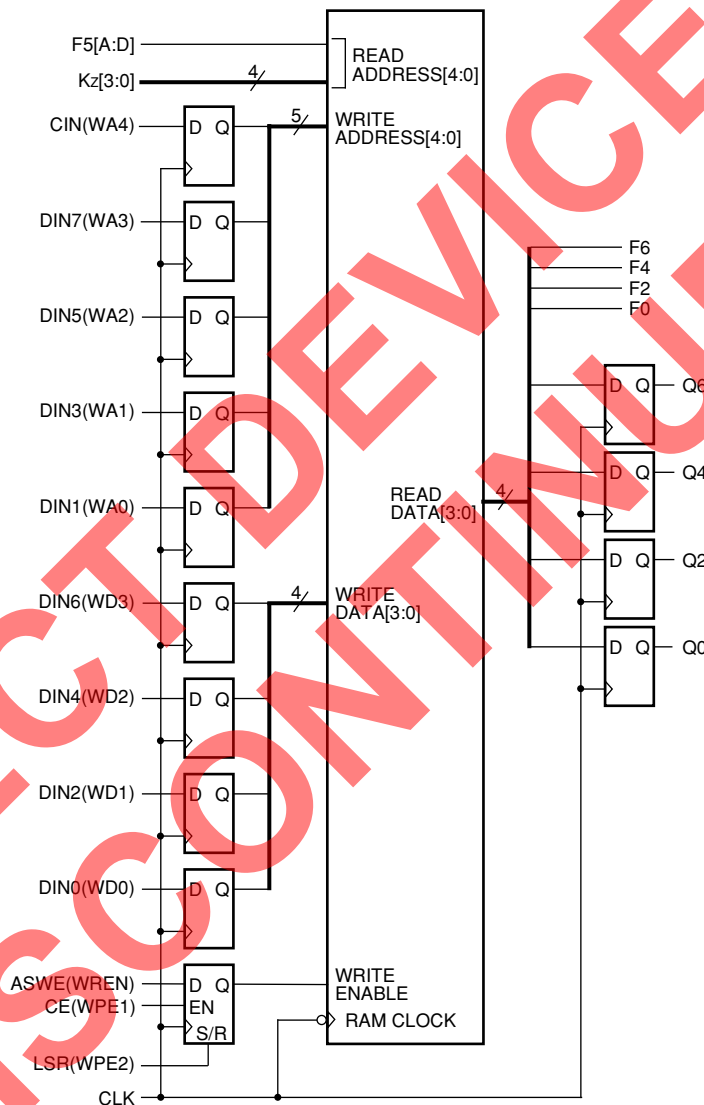 F5[A:D]
Kz[3:0]
4
READ
ADDRESS[4:0]
CIN(WA4)
D Q
5
WRITE
ADDRESS[4:0]
DIN7(WA3)
D Q
DIN5(WA2)
D Q
DIN3(WA1)
D Q
DIN1(WA0)
D Q
DIN6(WD3)
D Q
4
WRITE
DATA[3:0]
DIN4(WD2)
D Q
DIN2(WD1)
D Q
DIN0(WD0)
D Q
ASWE(WREN)
D Q
CE(WPE1)
EN
S/R
LSR(WPE2)
CLK
WRITE
ENABLE
RAM CLOCK
READ
DATA[3:0]
4
F6
F4
F2
F0
D Q
Q6
D Q
Q4
D Q
Q2
D Q
Q0
CT DEVICE
ISCONTINU